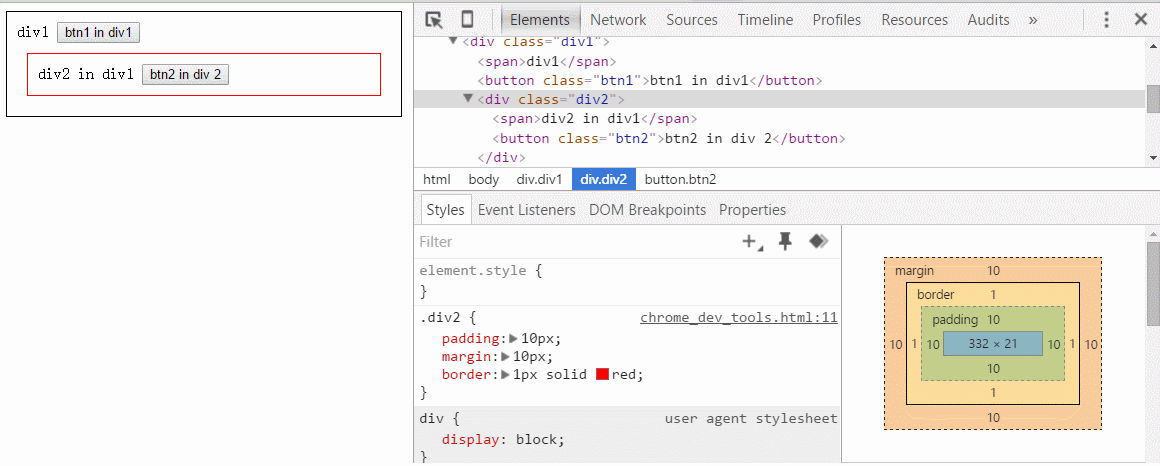 div1 btn1 in div1
div2 in div1 btn2 in div 2
Elements Network Sources Timeline Profiles Resources Audits »
▼<div class="div1">
<span>div1</span>
<button class="btn1">btn1 in div1</button>
▼<div class="div2">
<span>div2 in div1</span>
<button class="btn2">btn2 in div 2</button>
</div>
html body div.div1 div.div2 button.btn2
Styles Event Listeners DOM Breakpoints Properties
Filter
element.style {
}
.div2 { chrome_dev_tools.html:11
padding:▶10px;
margin:▶10px;
border:▶1px solid red;
}
div { user agent stylesheet
display: block;
}
margin 10
border 1
padding 10
10 1 10 332 × 21 10 1 10
10
1
10